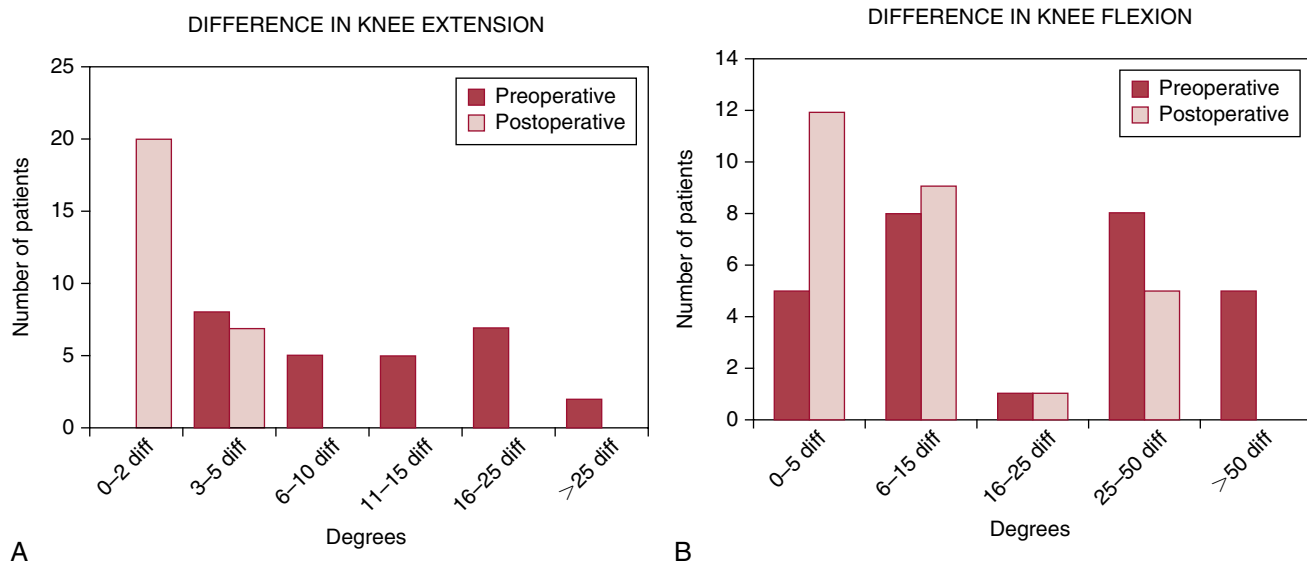 DIFFERENCE IN KNEE EXTENSION
25
20
15
10
5
0
Number of patients
Preoperative
Postoperative
0–2 diff
3–5 diff
6–10 diff
11–15 diff
16–25 diff
>25 diff
Degrees
A
DIFFERENCE IN KNEE FLEXION
14
12
10
8
6
4
2
0
Number of patients
Preoperative
Postoperative
0–5 diff
6–15 diff
16–25 diff
25–50 diff
>50 diff
Degrees
B